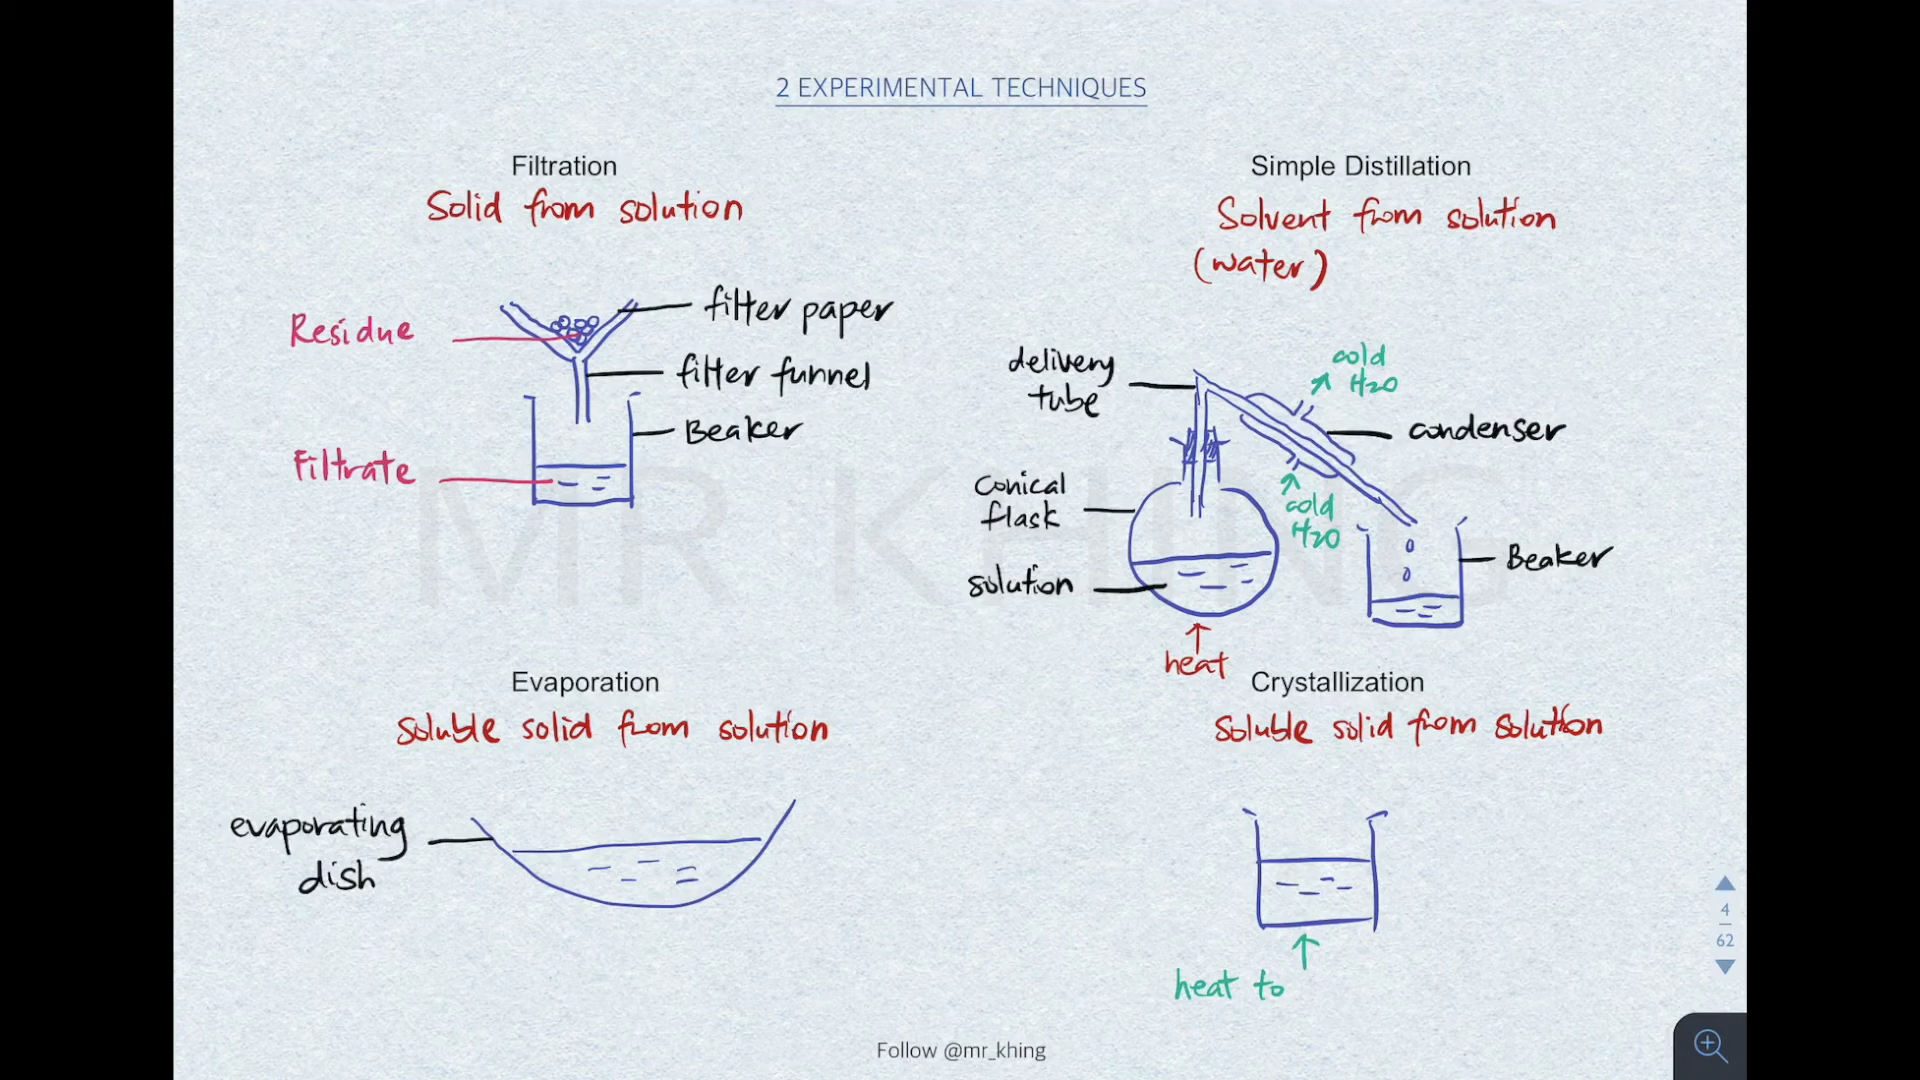 2 EXPERIMENTAL TECHNIQUES
Filtration
Solid from solution
Residue
filter paper
filter funnel
Beaker
Filtrate
Simple Distillation
Solvent from solution
(water)
delivery
tube
cold
H2O
condenser
conical
flask
cold
H2O
solution
Beaker
heat
Evaporation
soluble solid from solution
evaporating
dish
Crystallization
soluble solid from solution
heat to
MR KHING
4
62
Follow @mr_khing